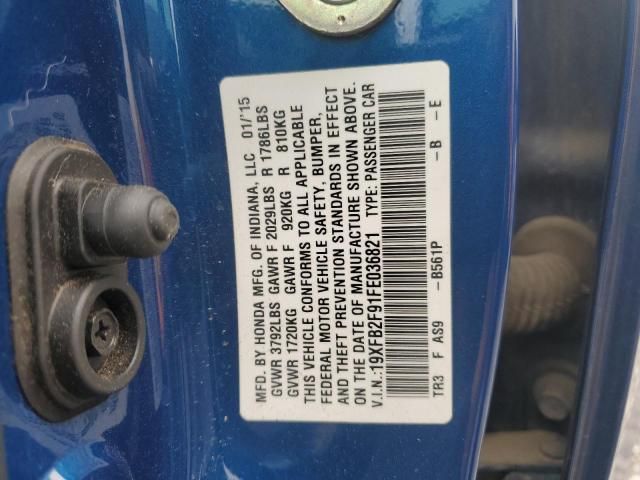 MFD. BY HONDA MFG. OF INDIANA, LLC 01/'15
GVWR 3792LBS GAWR F 2029LBS R 1786LBS
GVWR 1720KG GAWR F 920KG R 810KG
THIS VEHICLE CONFORMS TO ALL APPLICABLE
FEDERAL MOTOR VEHICLE SAFETY, BUMPER,
AND THEFT PREVENTION STANDARDS IN EFFECT
ON THE DATE OF MANUFACTURE SHOWN ABOVE.
V.I.N.:19XFB2F91FE036821 TYPE: PASSENGER CAR
TR3 F AS9 -B561P -B -E